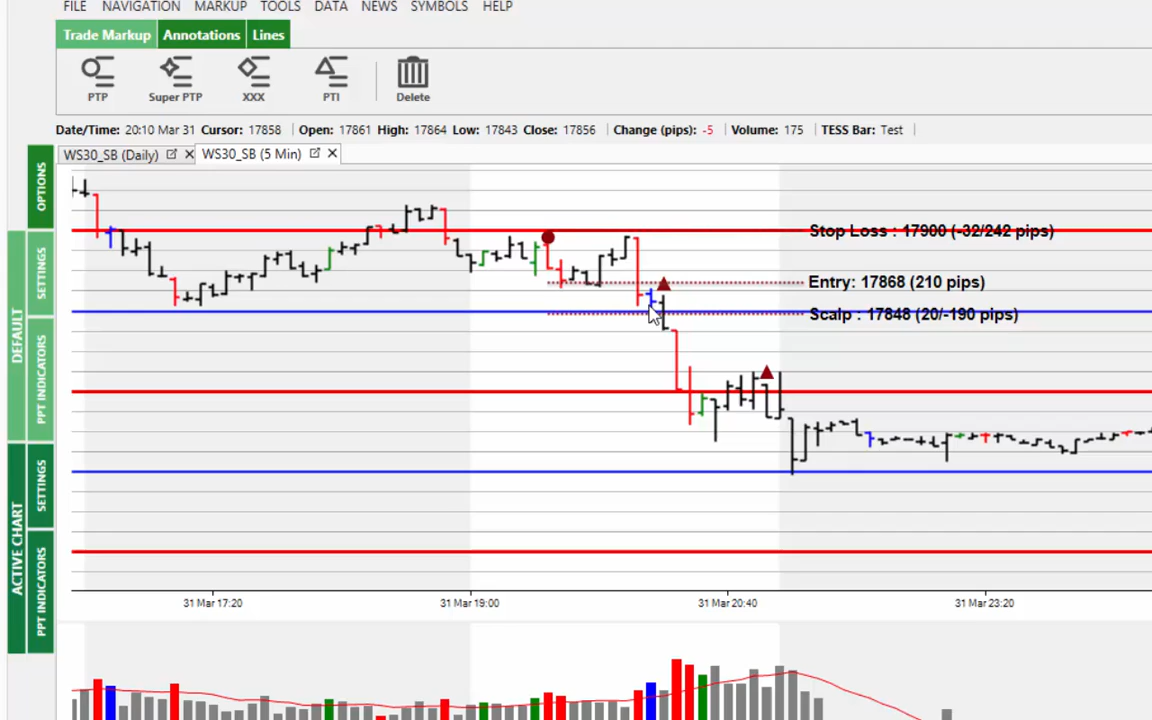 FILE NAVIGATION MARKUP TOOLS DATA NEWS SYMBOLS HELP
Trade Markup Annotations Lines
PTP Super PTP XXX PTI Delete
Date/Time: 20:10 Mar 31 Cursor: 17858 | Open: 17861 High: 17864 Low: 17843 Close: 17856 | Change (pips): -5 | Volume: 175 | TESS Bar: Test |
WS30_SB (Daily) WS30_SB (5 Min)
OPTIONS
DEFAULT
SETTINGS
PPT INDICATORS
ACTIVE CHART
SETTINGS
PPT INDICATORS
Stop Loss : 17900 (-32/242 pips)
Entry: 17868 (210 pips)
Scalp : 17848 (20/-190 pips)
31 Mar 17:20 31 Mar 19:00 31 Mar 20:40 31 Mar 23:20